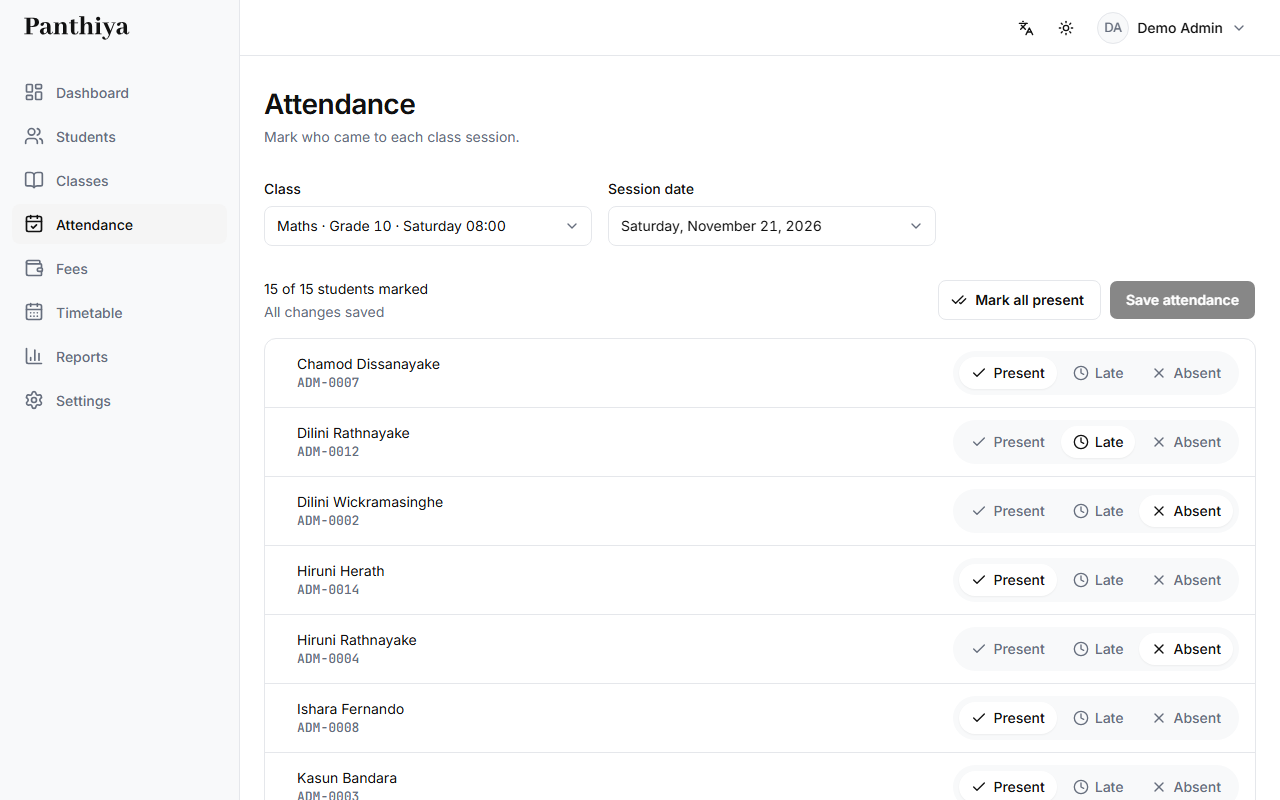 Panthiya
DA Demo Admin
Dashboard
Students
Classes
Attendance
Fees
Timetable
Reports
Settings
Attendance
Mark who came to each class session.
Class
Maths · Grade 10 · Saturday 08:00
Session date
Saturday, November 21, 2026
15 of 15 students marked
All changes saved
Mark all present
Save attendance
Chamod Dissanayake
ADM-0007
Present Late Absent
Dilini Rathnayake
ADM-0012
Present Late Absent
Dilini Wickramasinghe
ADM-0002
Present Late Absent
Hiruni Herath
ADM-0014
Present Late Absent
Hiruni Rathnayake
ADM-0004
Present Late Absent
Ishara Fernando
ADM-0008
Present Late Absent
Kasun Bandara
ADM-0003
Present Late Absent